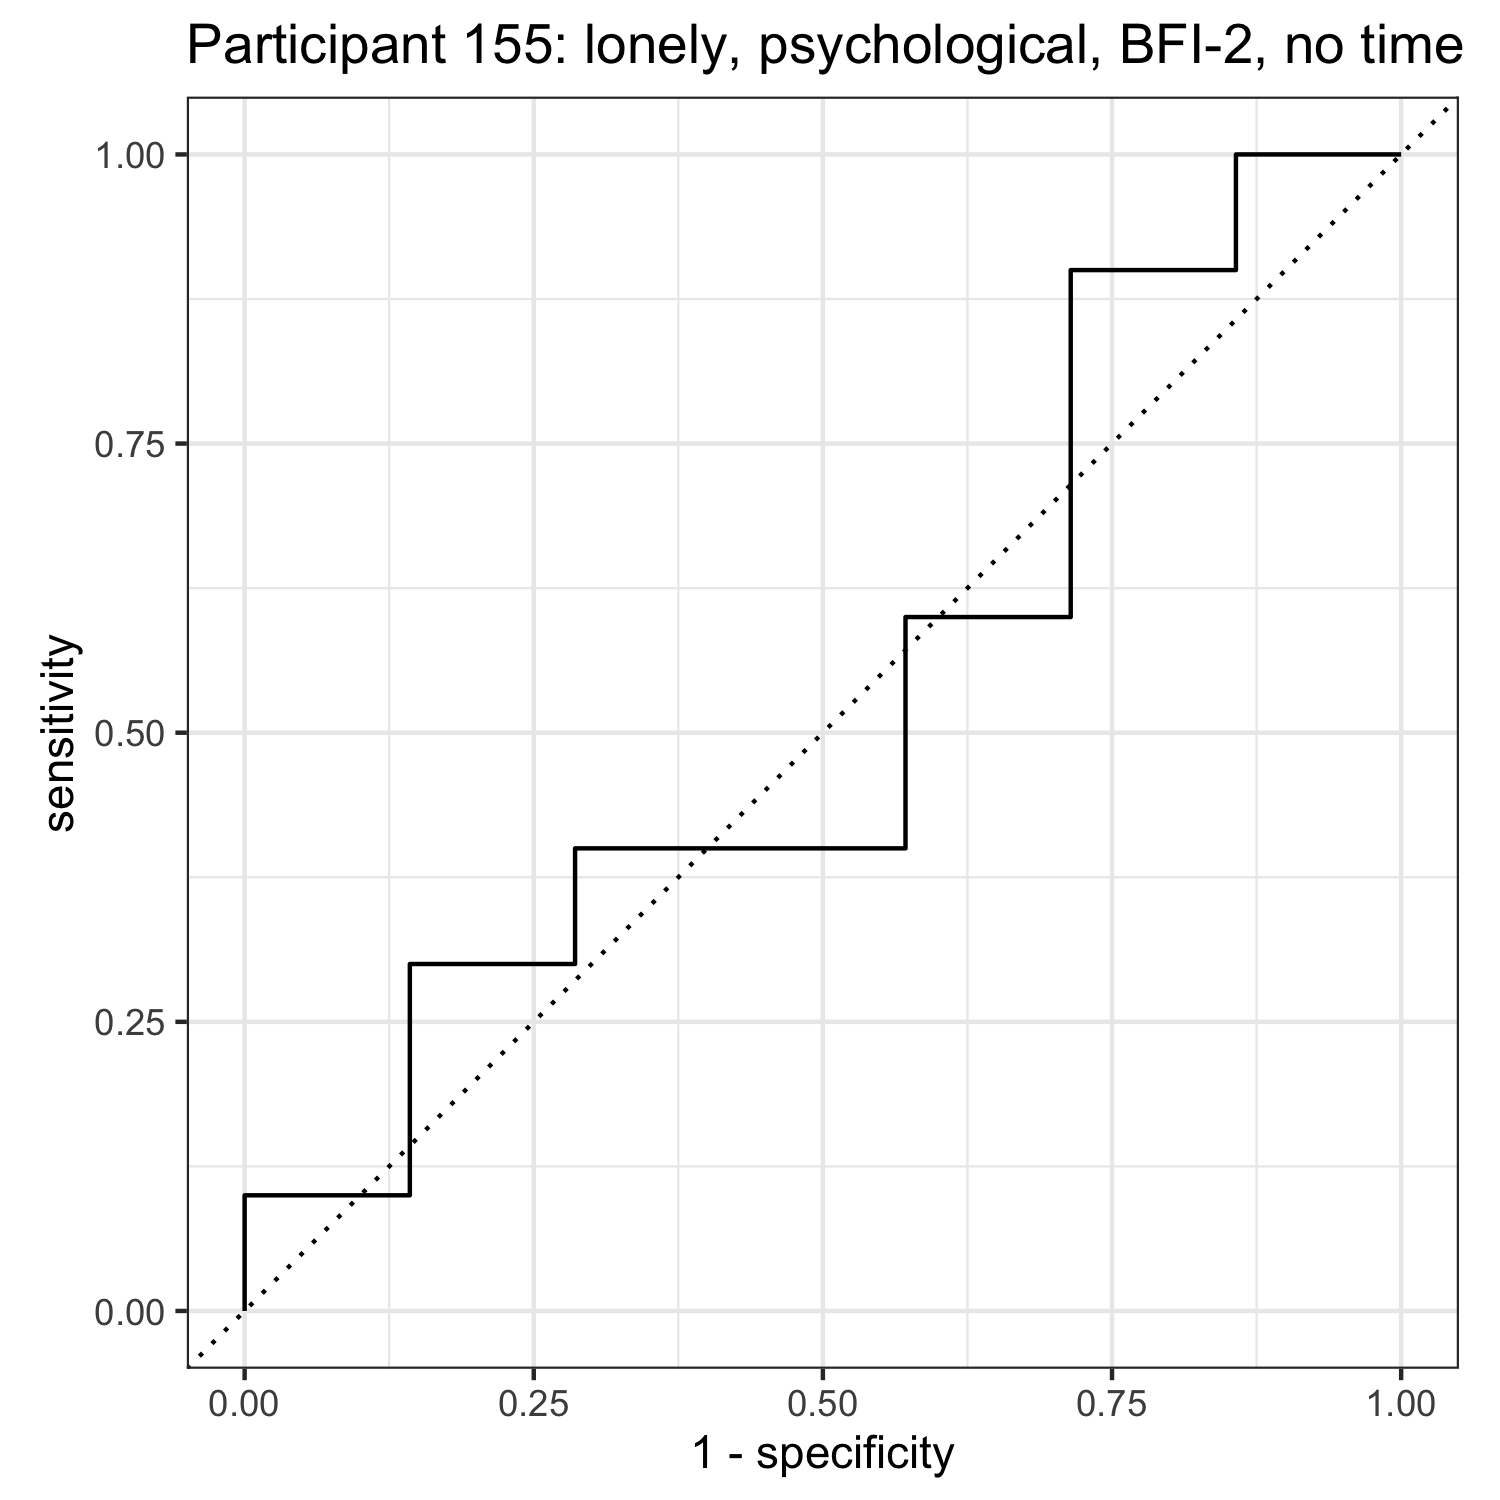 Participant 155: lonely, psychological, BFI-2, no time
1.00
0.75
0.50
0.25
0.00
sensitivity
0.00 0.25 0.50 0.75 1.00
1 - specificity